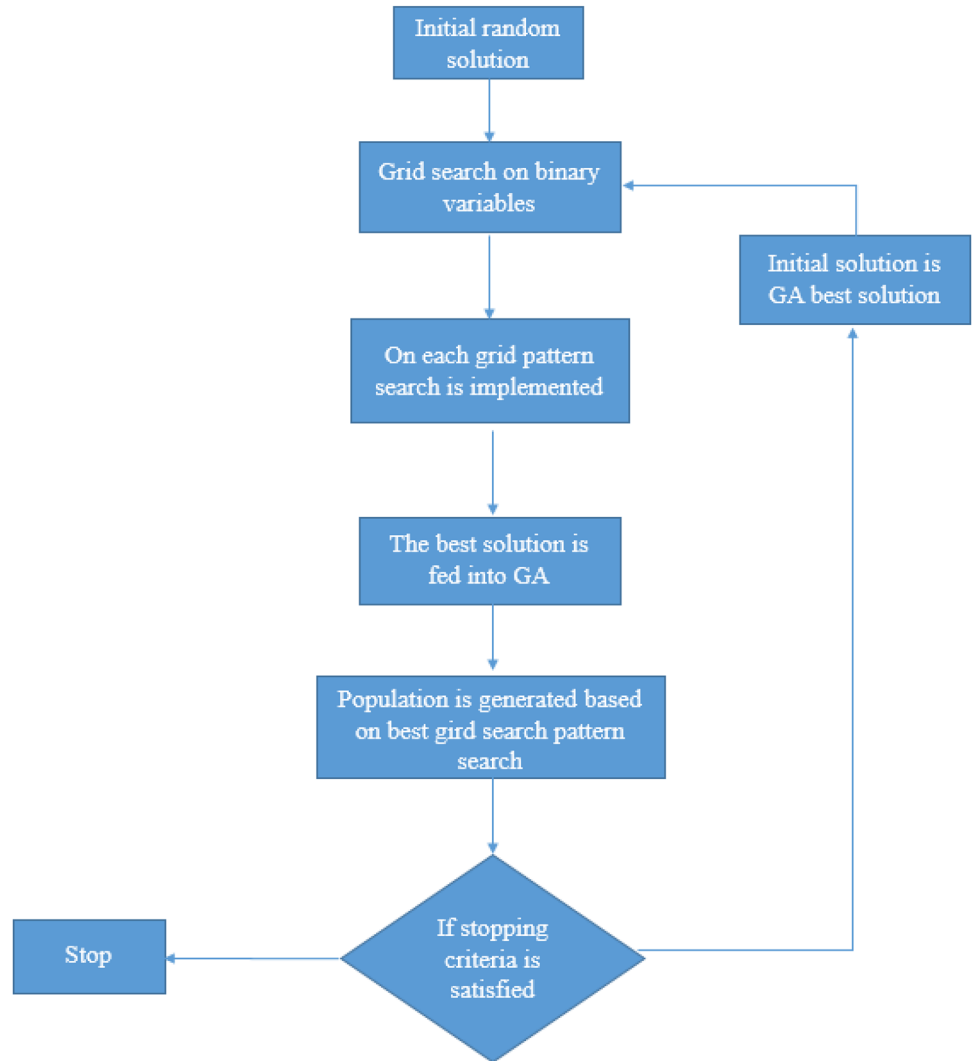 Initial random
solution
Grid search on binary
variables
Initial solution is
GA best solution
On each grid pattern
search is implemented
The best solution is
fed into GA
Population is generated based
on best gird search pattern
search
If stopping
criteria is
satisfied
Stop